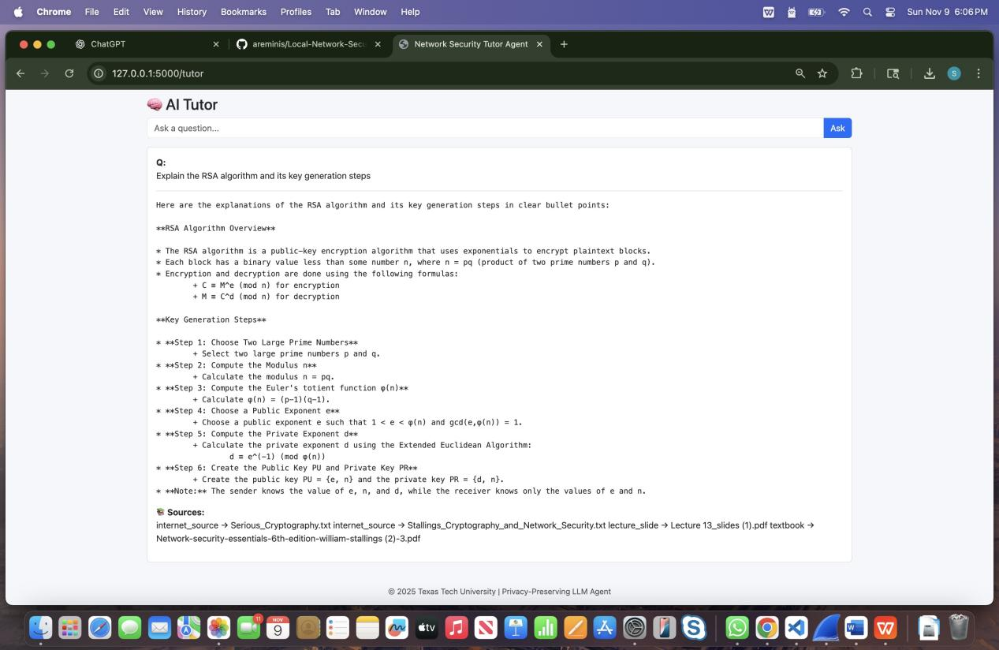 Chrome File Edit View History Bookmarks Profiles Tab Window Help Sun Nov 9 6:06 PM
ChatGPT
areminis/Local-Network-Secu
Network Security Tutor Agent
127.0.0.1:5000/tutor
S
AI Tutor
Ask a question...
Ask
Q:
Explain the RSA algorithm and its key generation steps
Here are the explanations of the RSA algorithm and its key generation steps in clear bullet points:
**RSA Algorithm Overview**
* The RSA algorithm is a public-key encryption algorithm that uses exponentials to encrypt plaintext blocks.
* Each block has a binary value less than some number n, where n = pq (product of two prime numbers p and q).
* Encryption and decryption are done using the following formulas:
+ C ≡ M^e (mod n) for encryption
+ M ≡ C^d (mod n) for decryption
**Key Generation Steps**
* **Step 1: Choose Two Large Prime Numbers**
+ Select two large prime numbers p and q.
* **Step 2: Compute the Modulus n**
+ Calculate the modulus n = pq.
* **Step 3: Compute the Euler's totient function φ(n)**
+ Calculate φ(n) = (p-1)(q-1).
* **Step 4: Choose a Public Exponent e**
+ Choose a public exponent e such that 1 < e < φ(n) and gcd(e,φ(n)) = 1.
* **Step 5: Compute the Private Exponent d**
+ Calculate the private exponent d using the Extended Euclidean Algorithm:
d ≡ e^(-1) (mod φ(n))
* **Step 6: Create the Public Key PU and Private Key PR**
+ Create the public key PU = {e, n} and the private key PR = {d, n}.
* **Note:** The sender knows the value of e, n, and d, while the receiver knows only the values of e and n.
Sources:
internet_source → Serious_Cryptography.txt internet_source → Stallings_Cryptography_and_Network_Security.txt lecture_slide → Lecture 13_slides (1).pdf textbook →
Network-security-essentials-6th-edition-william-stallings (2)-3.pdf
© 2025 Texas Tech University | Privacy-Preserving LLM Agent
11
NOV
9
tv